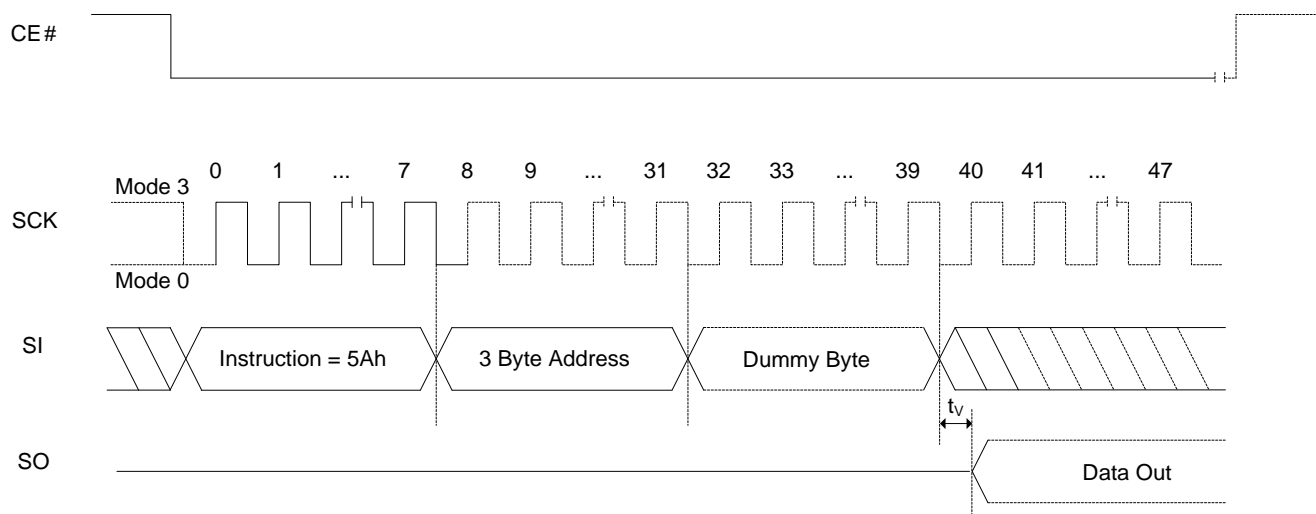 CE#
0 1 ... 7 8 9 ... 31 32 33 ... 39 40 41 ... 47
Mode 3
SCK
Mode 0
SI
Instruction = 5Ah
3 Byte Address
Dummy Byte
tV
SO
Data Out